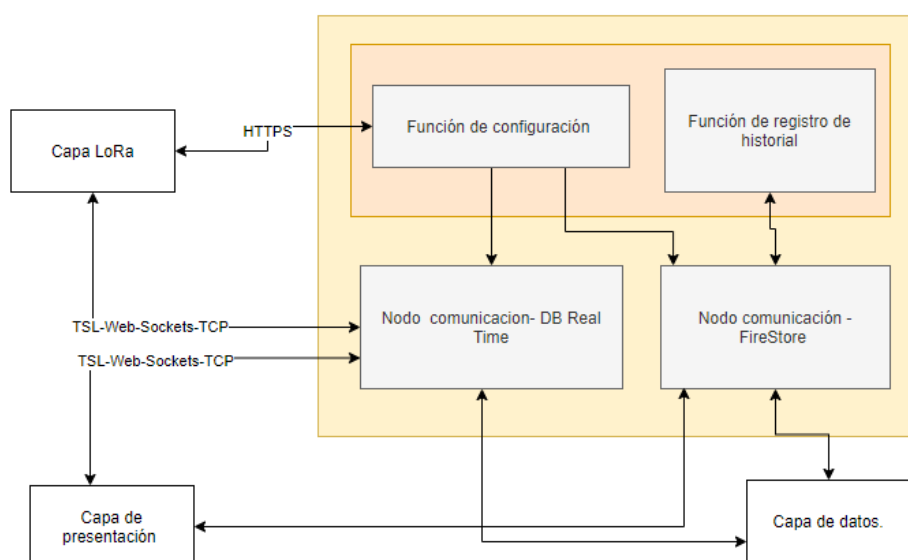 Función de configuración
Función de registro de
historial
HTTPS
Capa LoRa
Nodo comunicacion- DB Real
Time
Nodo comunicación -
FireStore
TSL-Web-Sockets-TCP
TSL-Web-Sockets-TCP
Capa de
presentación
Capa de datos.